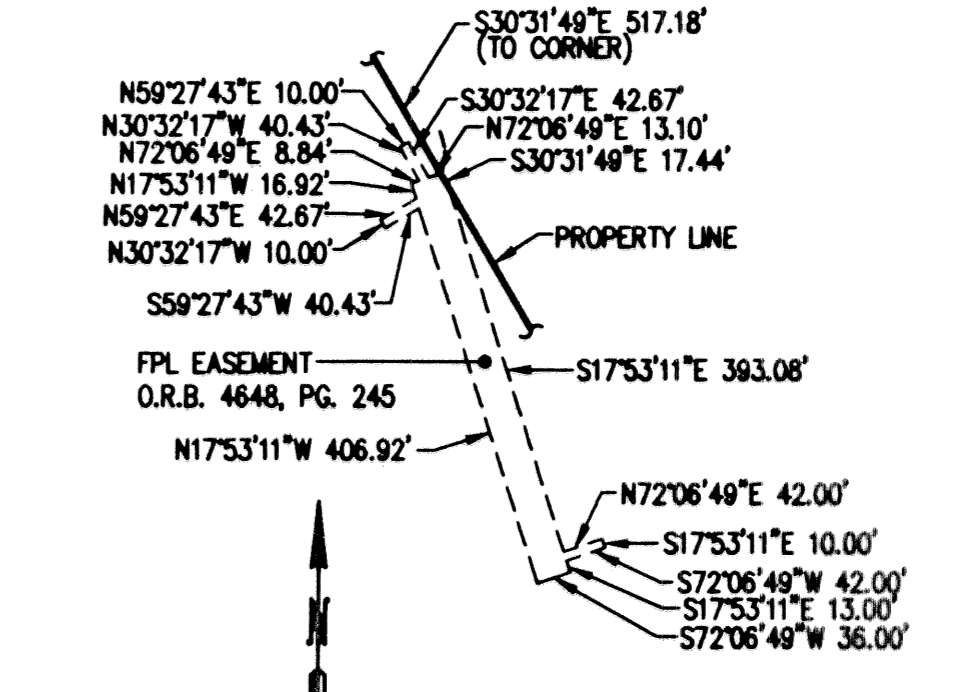 S30°31'49"E 517.18'
(TO CORNER)
N59°27'43"E 10.00'
S30°32'17"E 42.67'
N30°32'17"W 40.43'
N72°06'49"E 13.10'
N72°06'49"E 8.84'
S30°31'49"E 17.44'
N17°53'11"W 16.92'
N59°27'43"E 42.67'
PROPERTY LINE
N30°32'17"W 10.00'
S59°27'43"W 40.43'
FPL EASEMENT
O.R.B. 4648, PG. 245
S17°53'11"E 393.08'
N17°53'11"W 406.92'
N72°06'49"E 42.00'
S17°53'11"E 10.00'
S72°06'49"W 42.00'
S17°53'11"E 13.00'
S72°06'49"W 36.00'
N